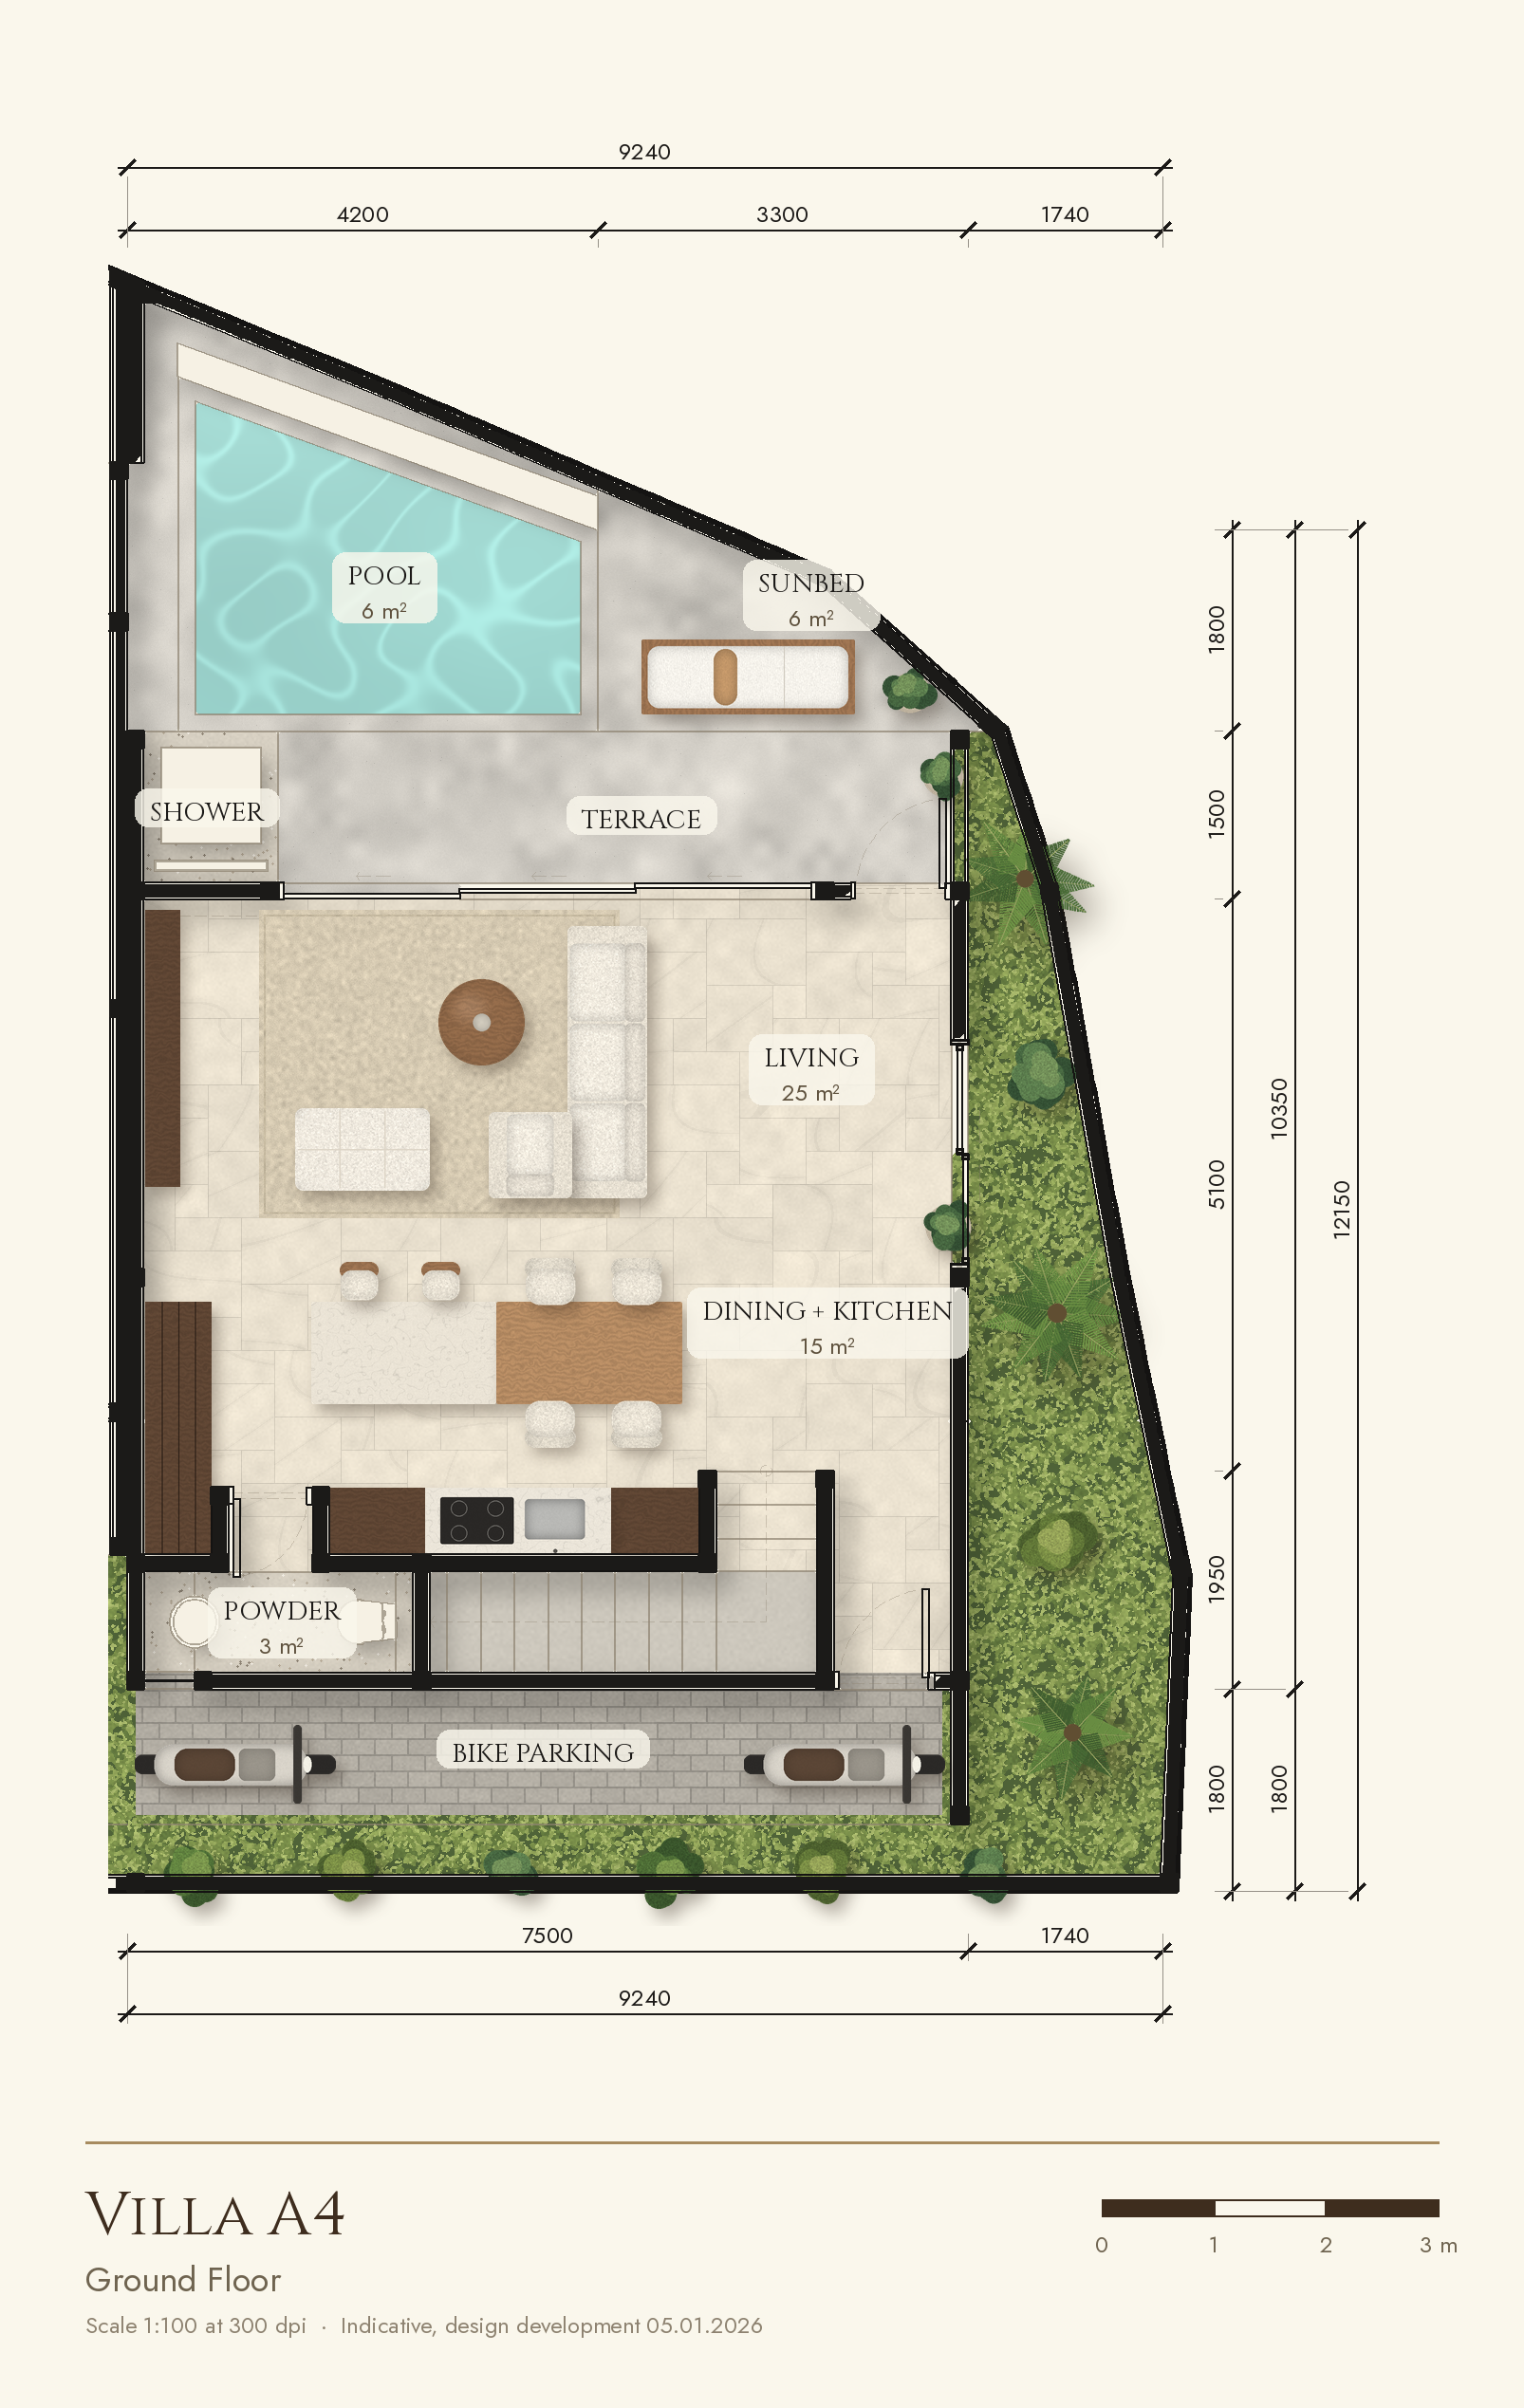 9240
4200
3300
1740
POOL
6 m²
SUNBED
6 m²
1800
SHOWER
TERRACE
1500
LIVING
25 m²
10350
5100
12150
DINING + KITCHEN
15 m²
POWDER
3 m²
1950
BIKE PARKING
1800
1800
7500
1740
9240
VILLA A4
Ground Floor
Scale 1:100 at 300 dpi · Indicative, design development 05.01.2026
0
1
2
3 m